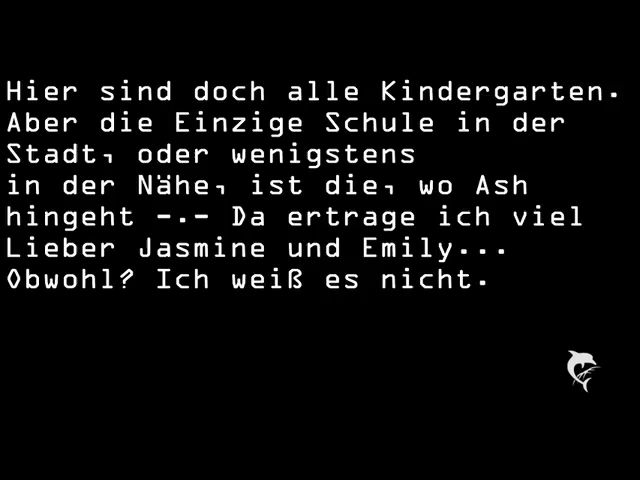 Hier sind doch alle Kindergarten.
Aber die Einzige Schule in der
Stadt, oder wenigstens
in der Nähe, ist die, wo Ash
hingeht -.- Da ertrage ich viel
Lieber Jasmine und Emily...
Obwohl? Ich weiß es nicht.